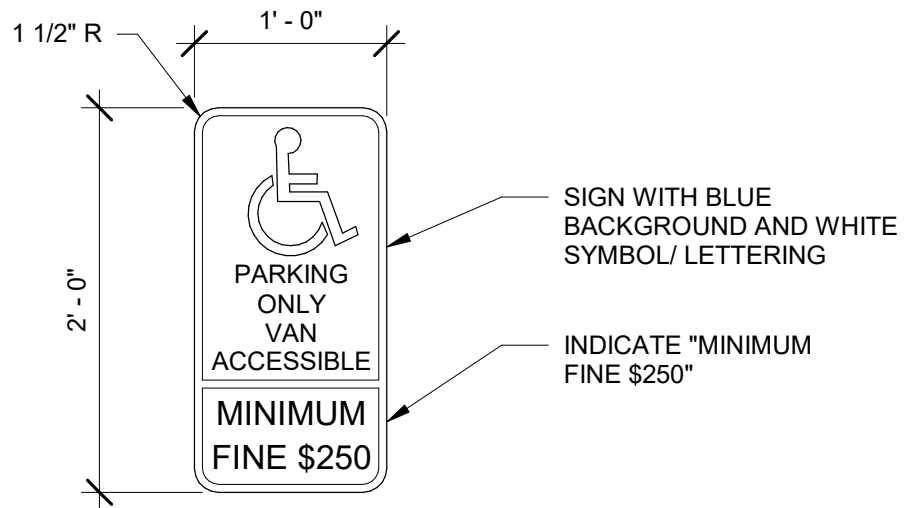 1' - 0"
1 1/2" R
2' - 0"
PARKING
ONLY
VAN
ACCESSIBLE
MINIMUM
FINE $250
SIGN WITH BLUE
BACKGROUND AND WHITE
SYMBOL/ LETTERING
INDICATE "MINIMUM
FINE $250"